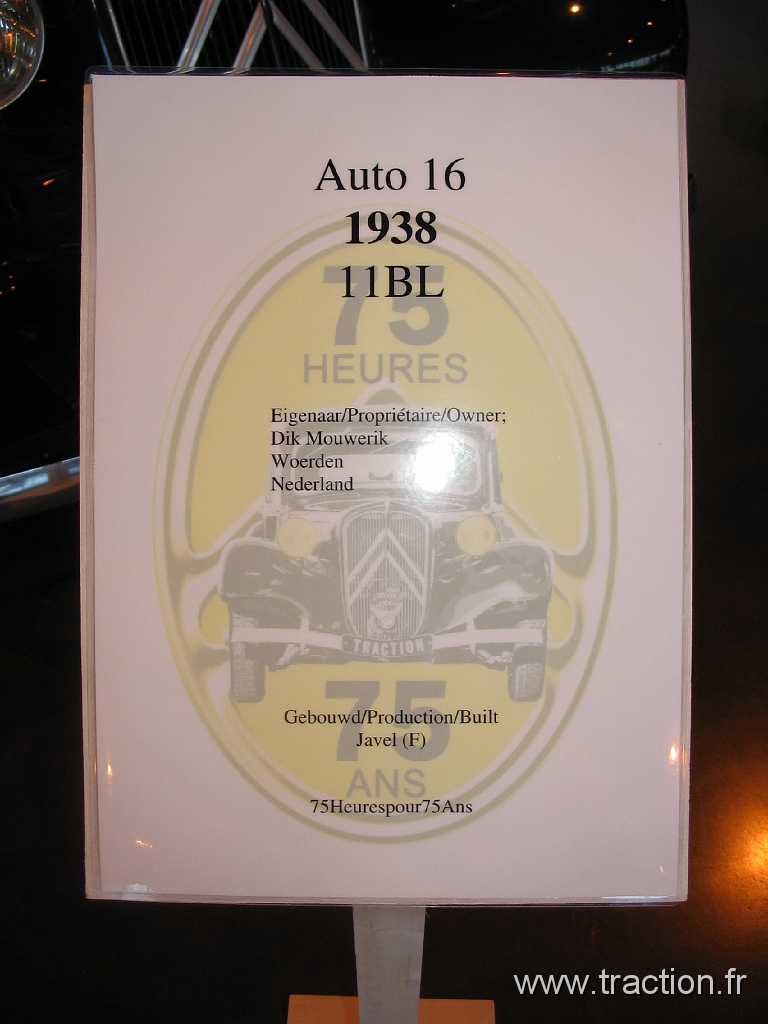 Auto 16
1938
11BL
75
HEURES
Eigenaar/Propriétaire/Owner;
Dik Mouwerik
Woerden
Nederland
TRACTION
75
Gebouwd/Production/Built
Javel (F)
ANS
75Heurespour75Ans
www.traction.fr